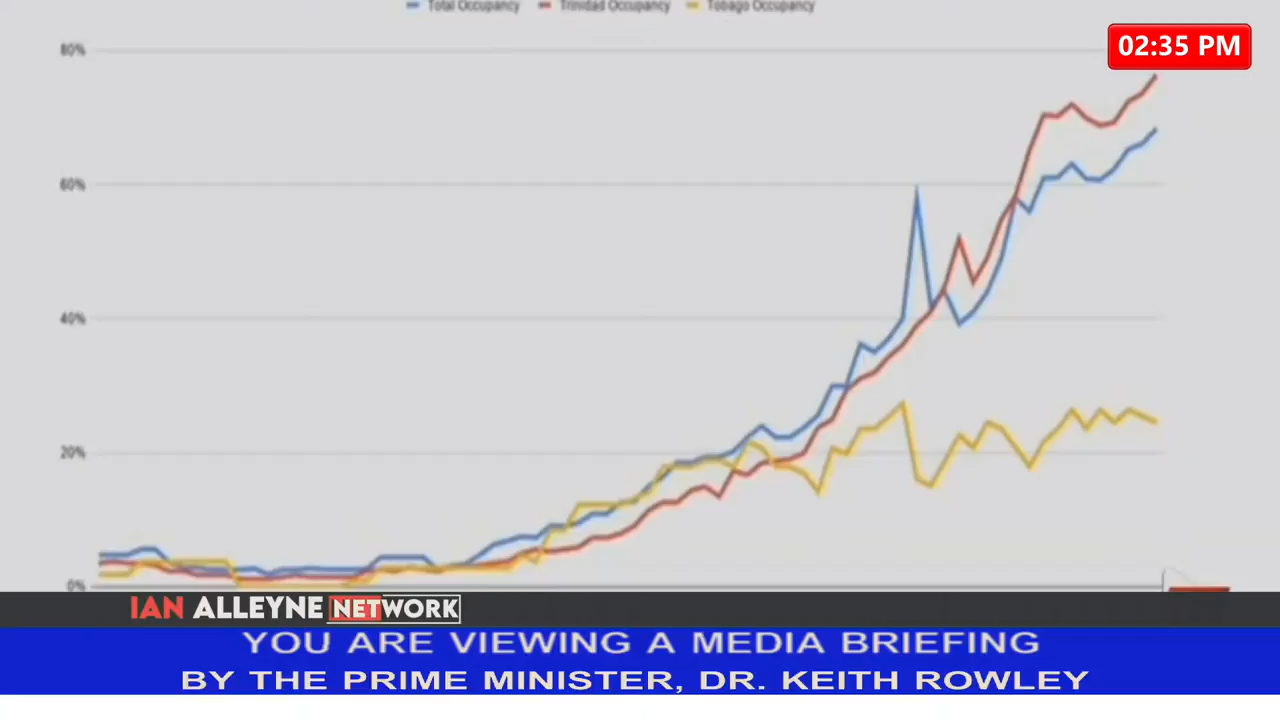 Total Occupancy Trinidad Occupancy Tobago Occupancy
02:35 PM
80%
60%
40%
20%
0%
IAN ALLEYNE NETWORK
YOU ARE VIEWING A MEDIA BRIEFING
BY THE PRIME MINISTER, DR. KEITH ROWLEY